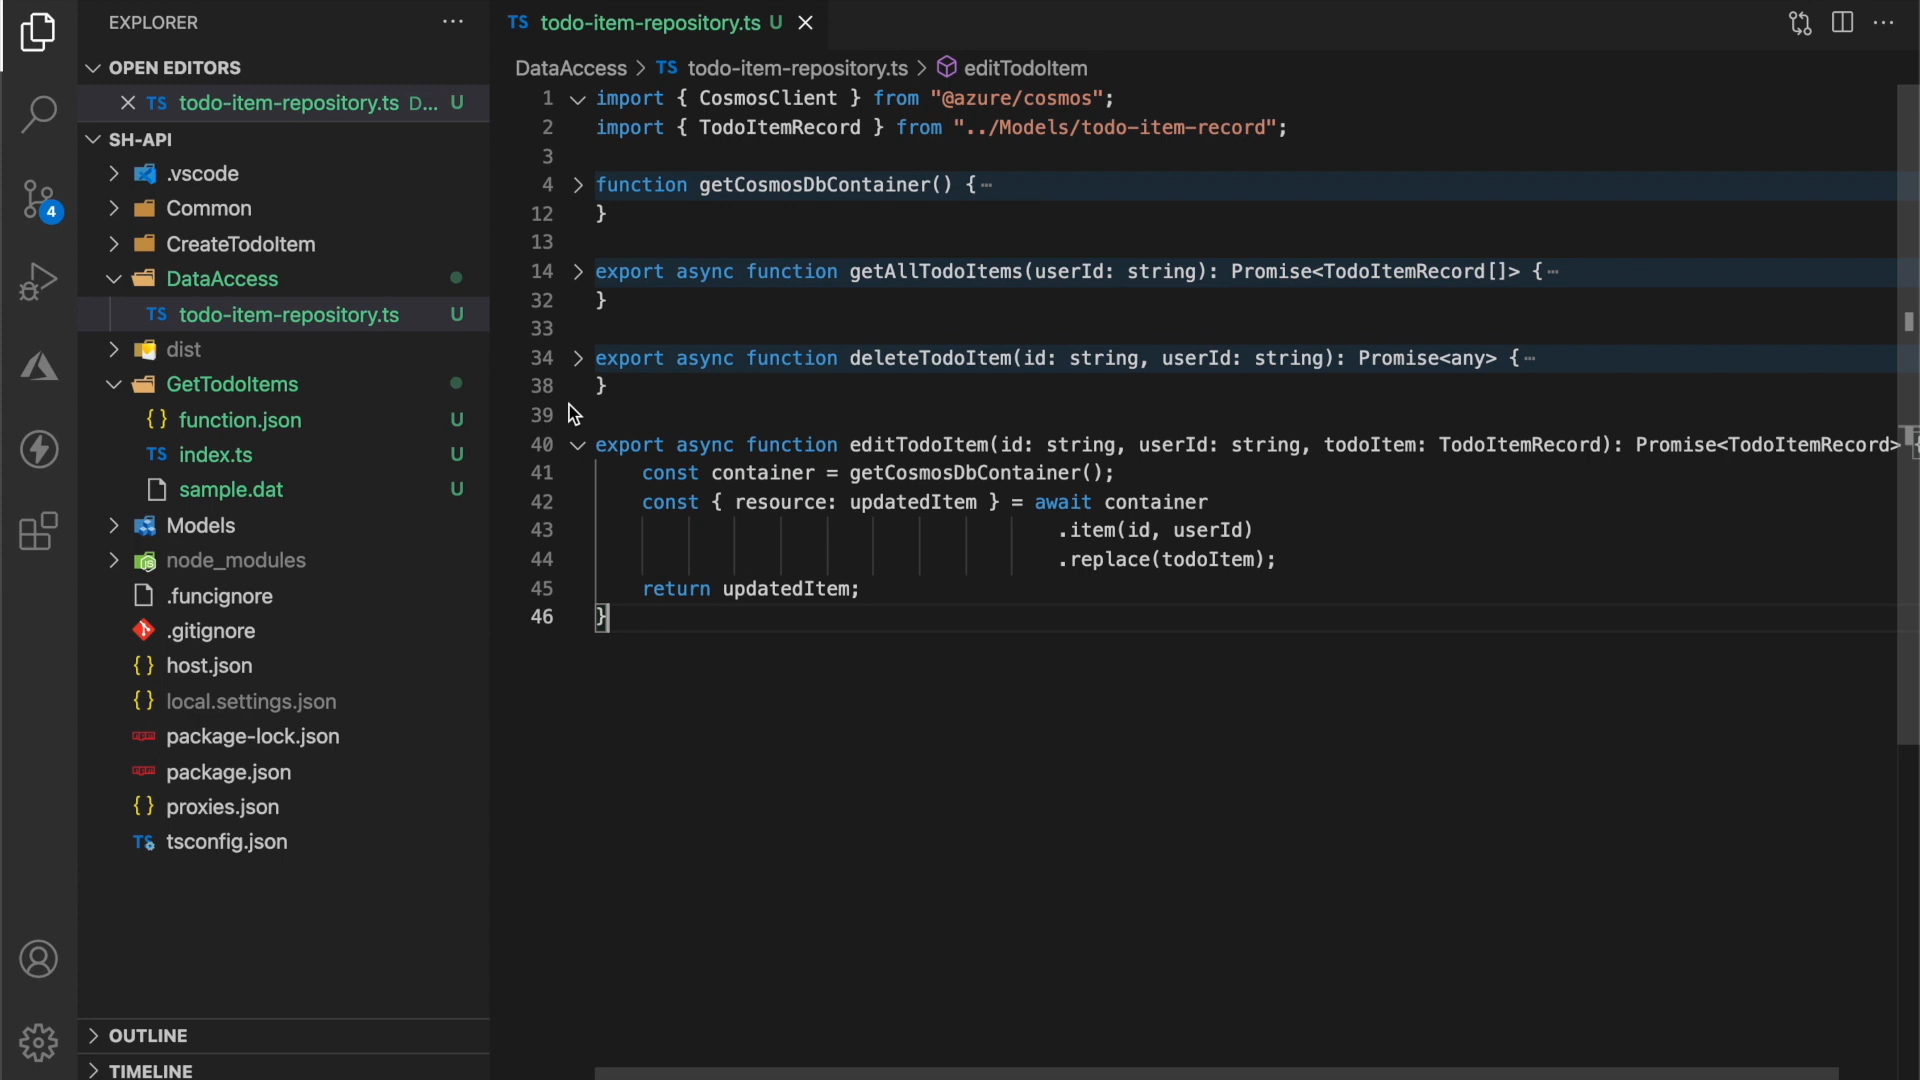 EXPLORER
OPEN EDITORS
TS todo-item-repository.ts D... U
SH-API
.vscode
Common
CreateTodoItem
DataAccess
TS todo-item-repository.ts U
dist
GetTodoItems
{} function.json U
TS index.ts U
sample.dat U
Models
node_modules
.funcignore
.gitignore
{} host.json
{} local.settings.json
package-lock.json
package.json
{} proxies.json
TS tsconfig.json
OUTLINE
TIMELINE
4
TS todo-item-repository.ts U
DataAccess > TS todo-item-repository.ts > editTodoItem
1 import { CosmosClient } from "@azure/cosmos";
2 import { TodoItemRecord } from "../Models/todo-item-record";
3
4 function getCosmosDbContainer() {…
12 }
13
14 export async function getAllTodoItems(userId: string): Promise<TodoItemRecord[]> {…
32 }
33
34 export async function deleteTodoItem(id: string, userId: string): Promise<any> {…
38 }
39
40 export async function editTodoItem(id: string, userId: string, todoItem: TodoItemRecord): Promise<TodoItemRecord> {
41 const container = getCosmosDbContainer();
42 const { resource: updatedItem } = await container
43 .item(id, userId)
44 .replace(todoItem);
45 return updatedItem;
46 }